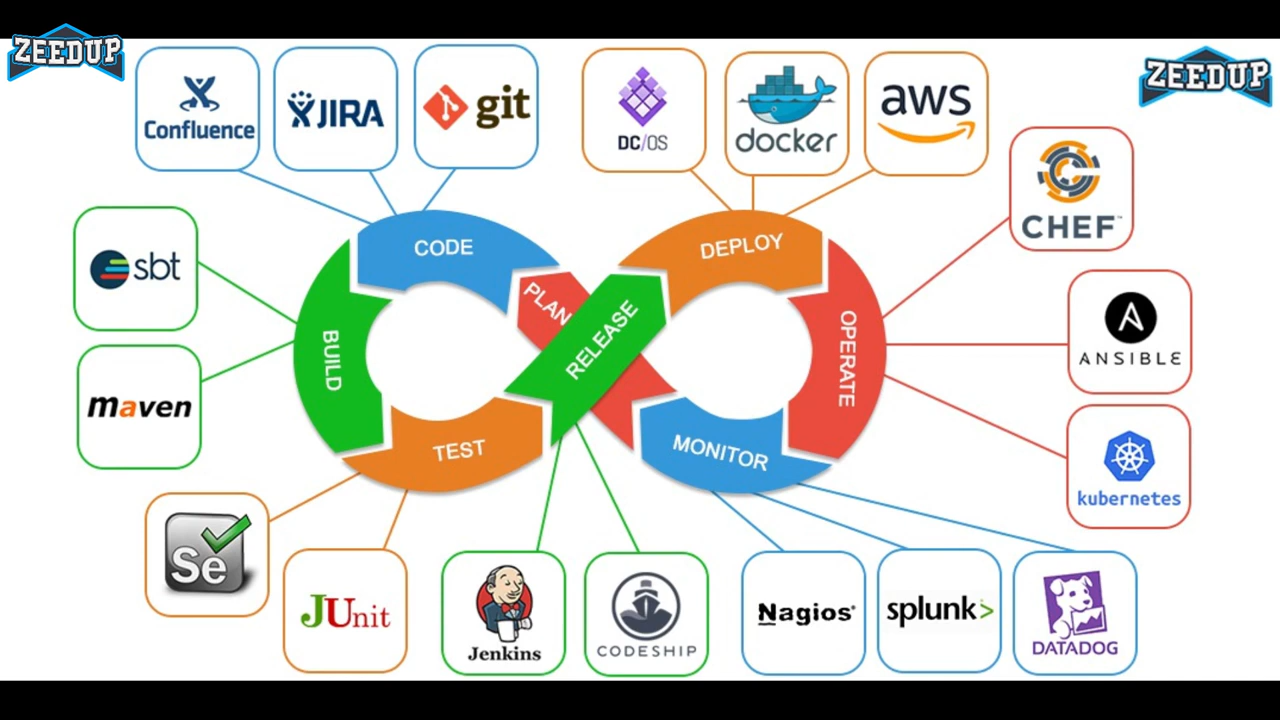 ZEEDUP
ZEEDUP
Confluence
JIRA
git
DC/OS
docker
aws
CHEF™
sbt
CODE
DEPLOY
PLAN
RELEASE
BUILD
OPERATE
ANSIBLE
maven
TEST
MONITOR
kubernetes
Se
JUnit
Jenkins
CODESHIP
Nagios®
splunk>
DATADOG